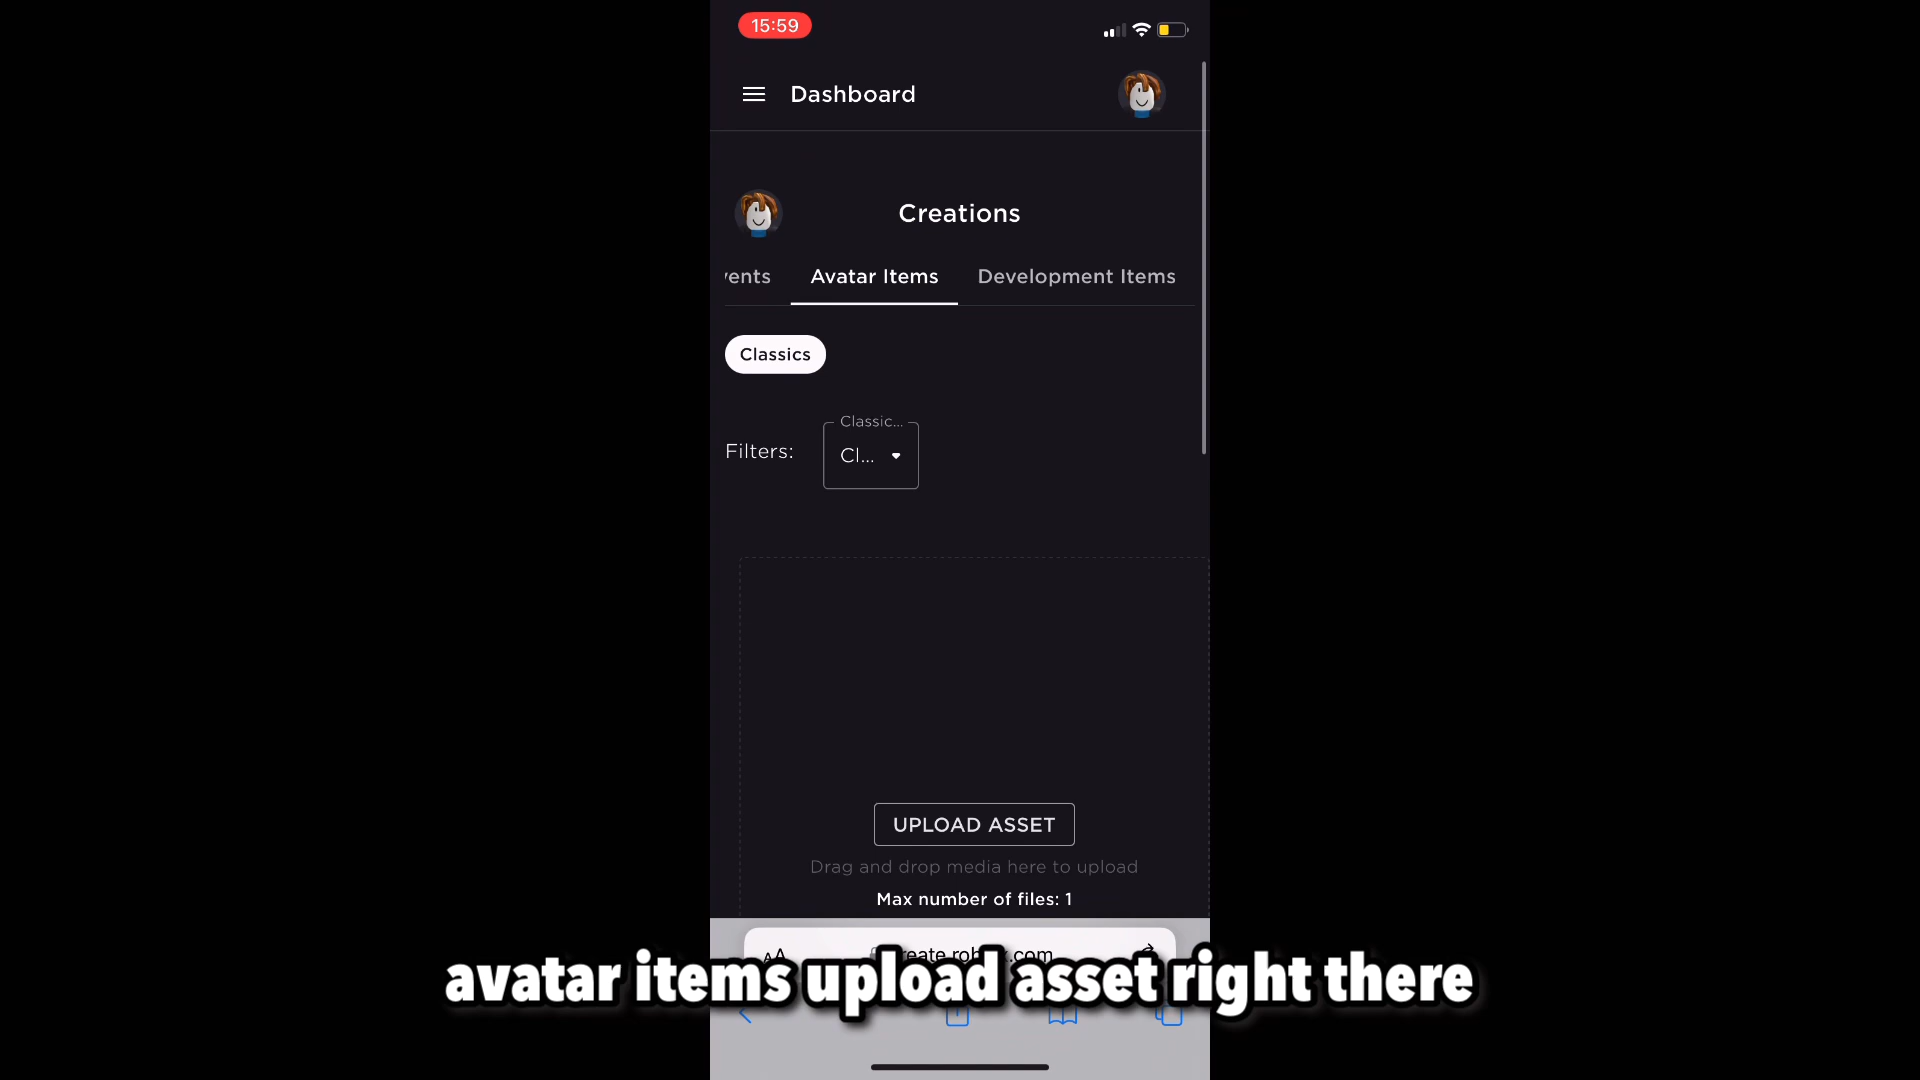 15:59
Dashboard
Creations
vents Avatar Items Development Items
Classics
Classic...
Filters: Cl...
UPLOAD ASSET
Drag and drop media here to upload
Max number of files: 1
avatar items upload asset right there